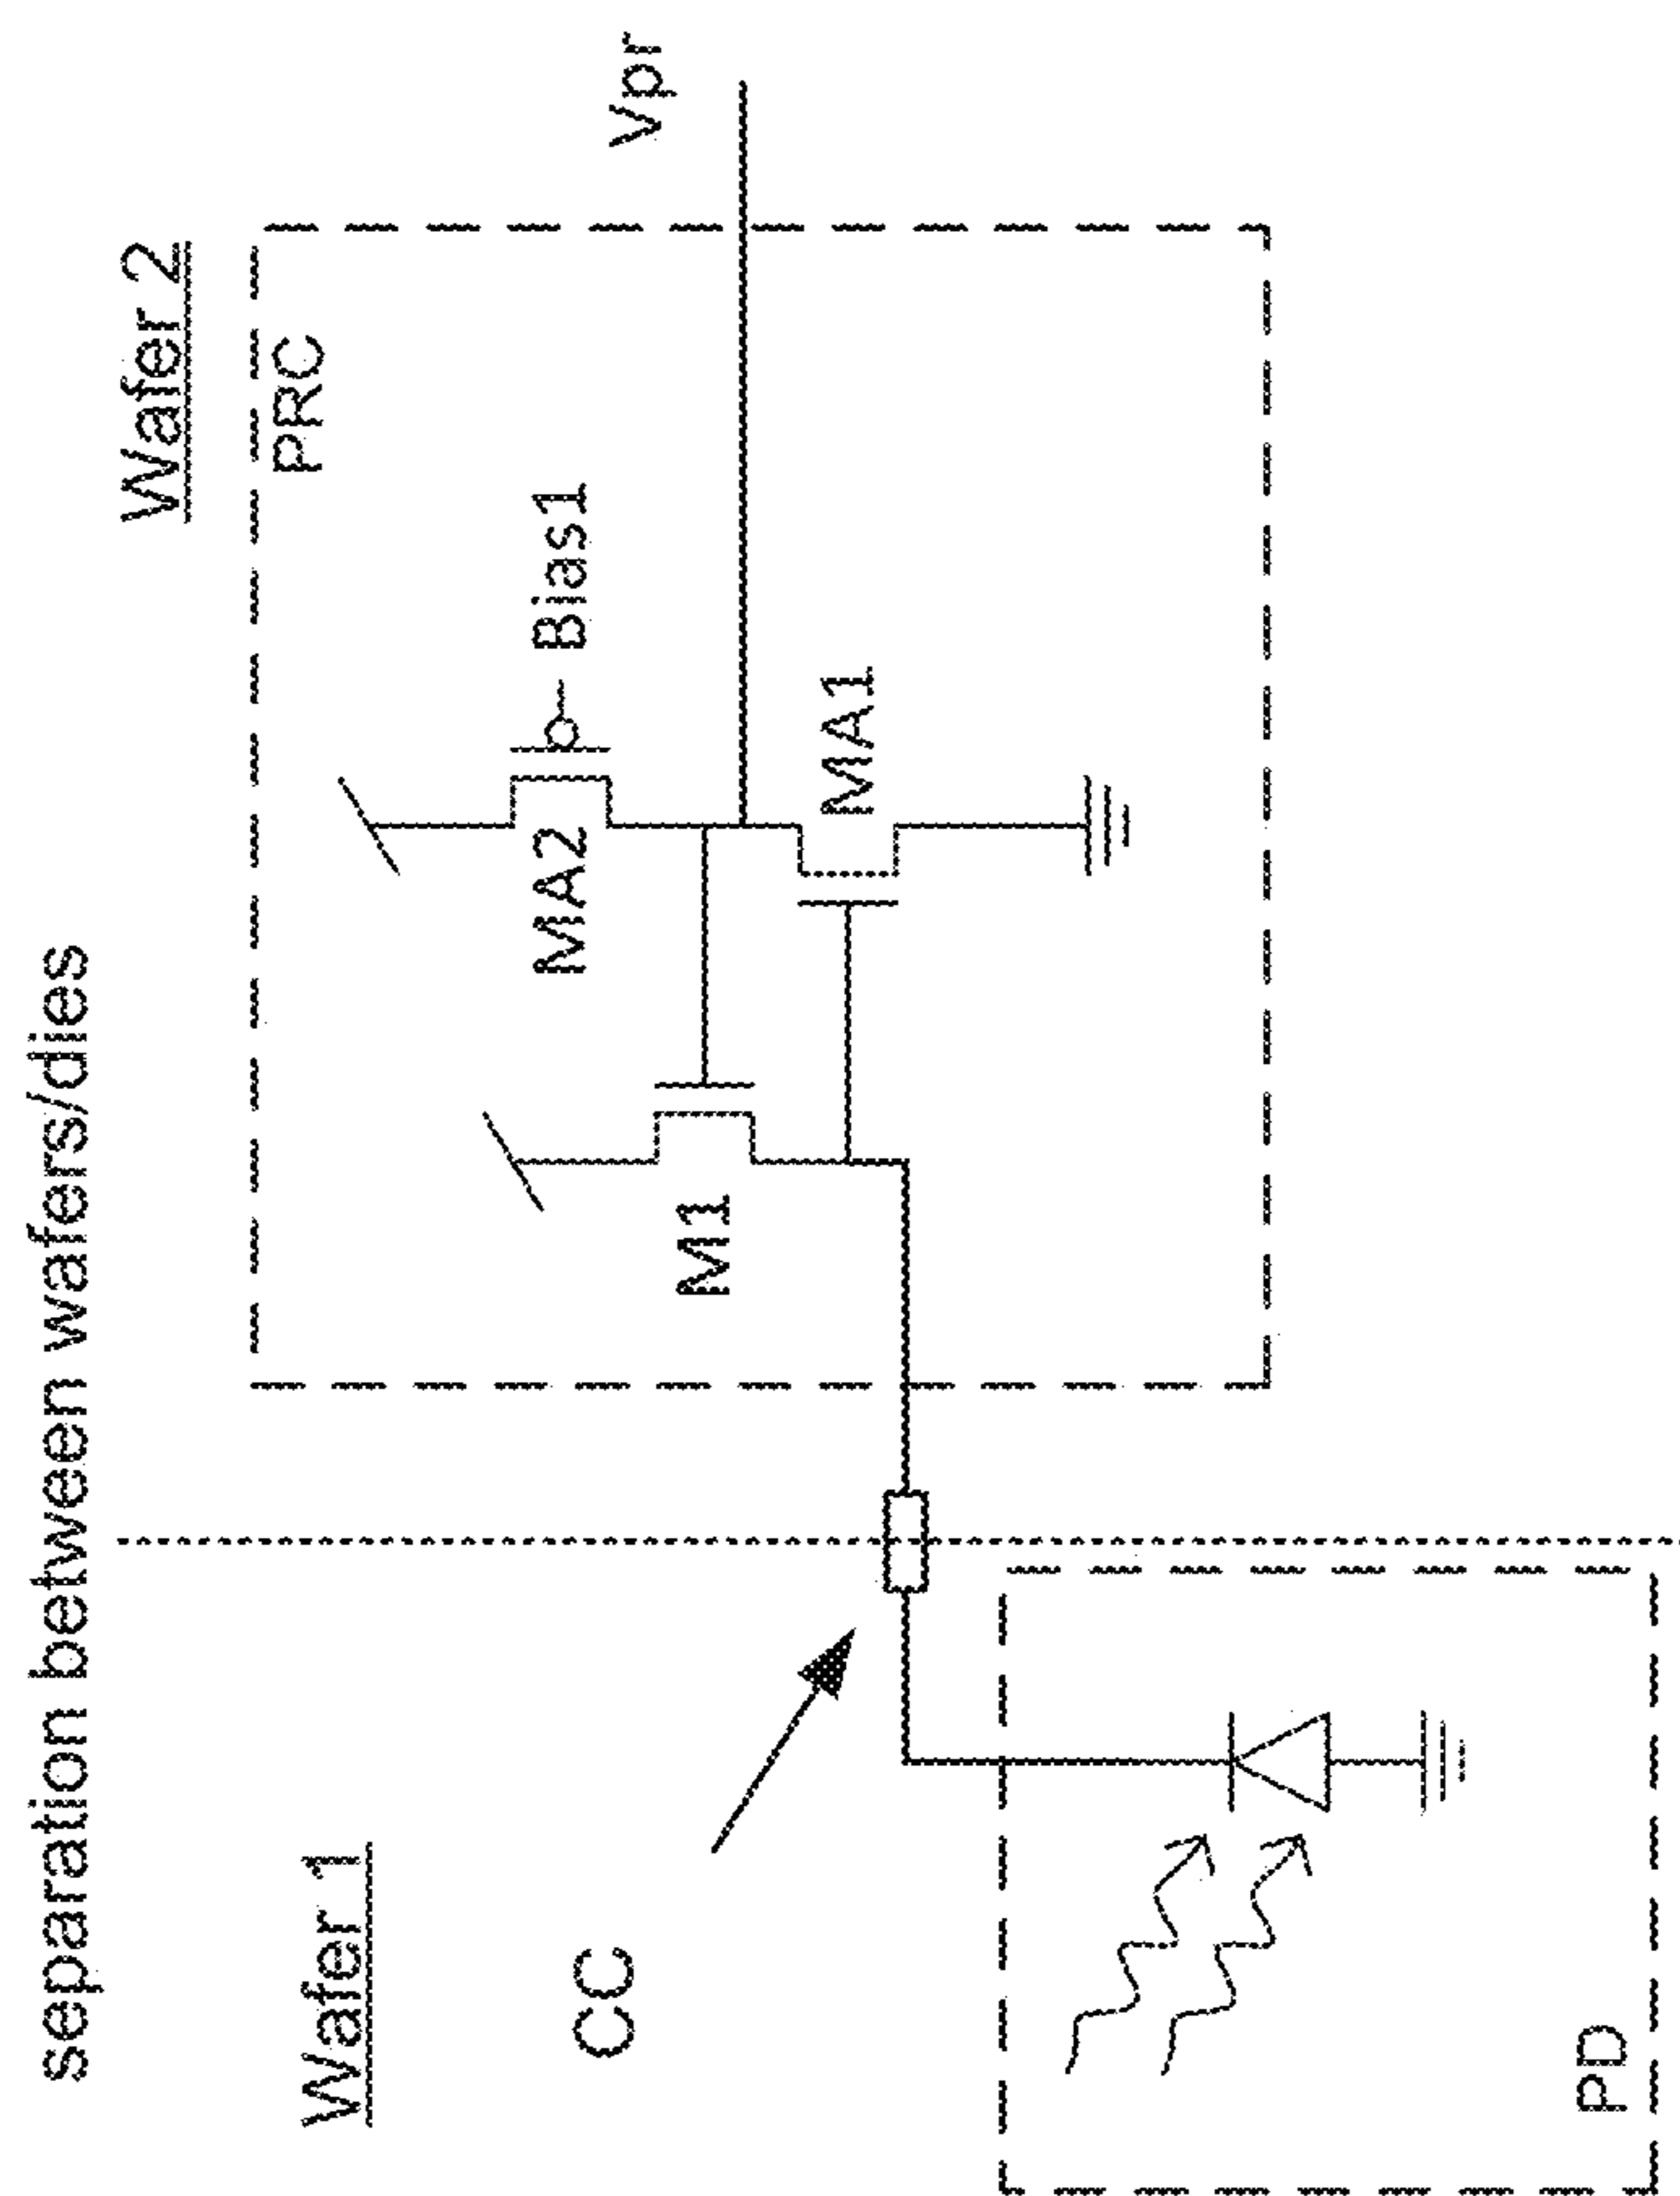 separation between wafers/dies
Wafer 1
Wafer 2
PRC
MA2
Bias1
Vpr
M1
MA1
CC
PD